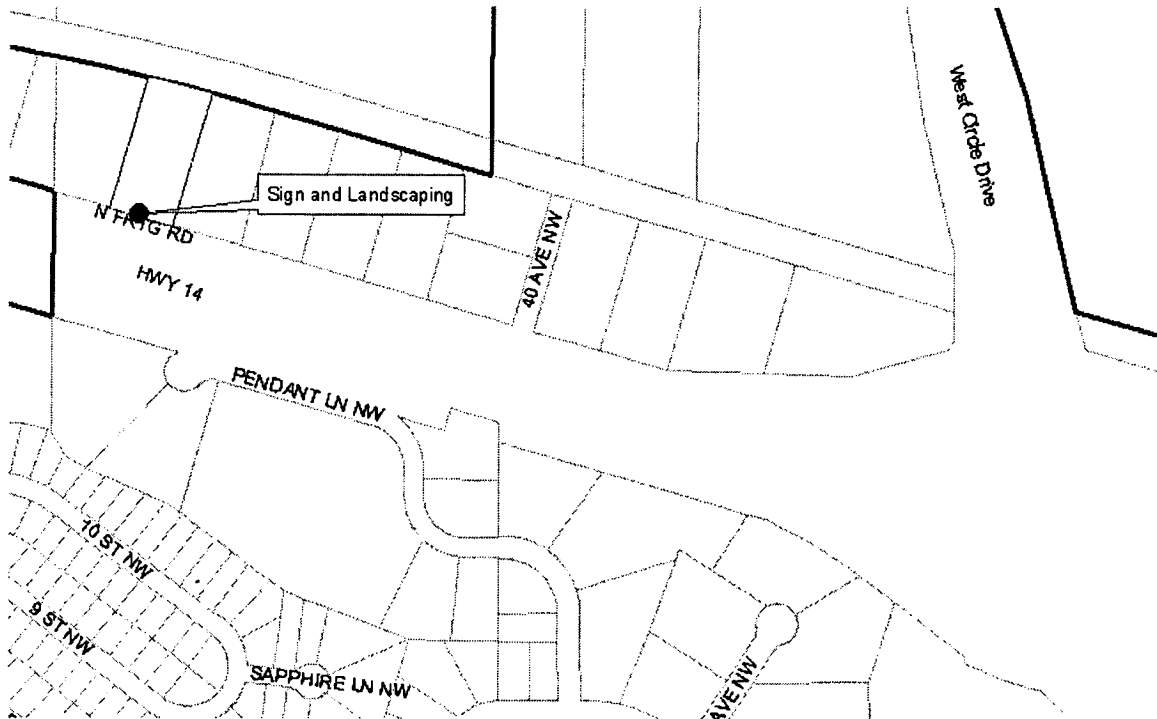 West Circle Drive
Sign and Landscaping
N FRTG RD
HWY 14
40 AVE NW
PENDANT LN NW
10 ST NW
9 ST NW
SAPPHIRE LN NW
AVE NW